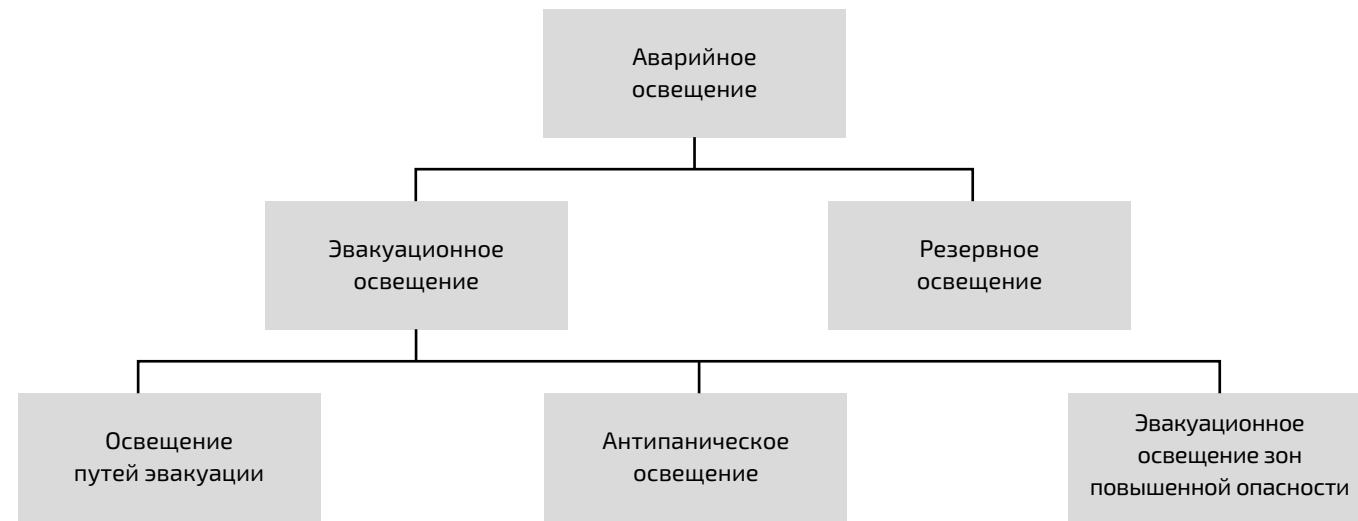 Аварийное
освещение
Эвакуационное
освещение
Резервное
освещение
Освещение
путей эвакуации
Антипаническое
освещение
Эвакуационное
освещение зон
повышенной опасности